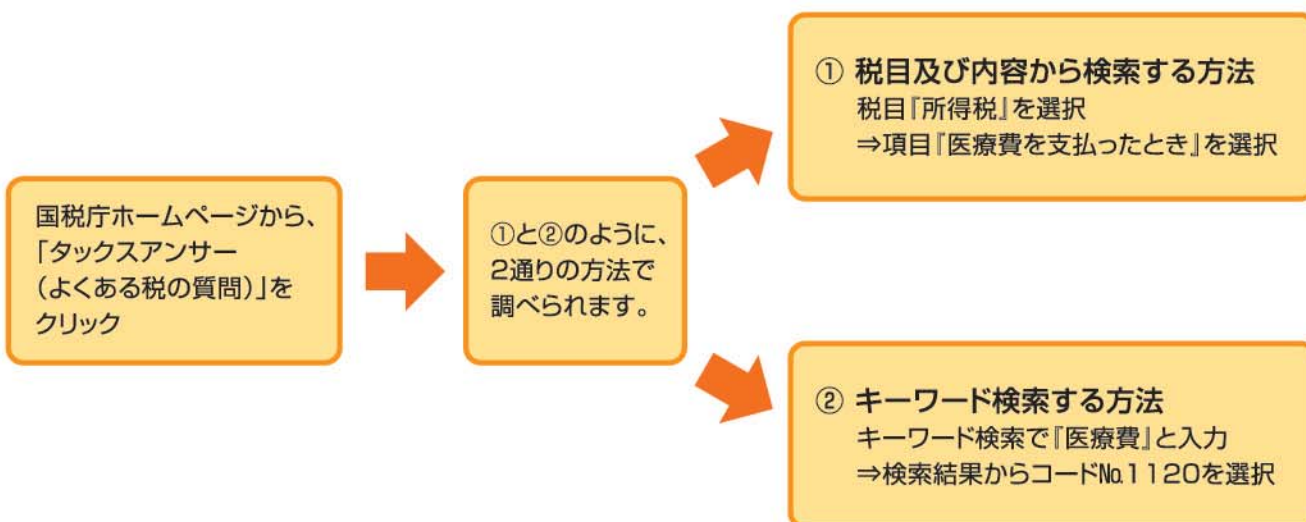 国税庁ホームページから、
「タックスアンサー
（よくある税の質問）」を
クリック
①と②のように、
2通りの方法で
調べられます。
① 税目及び内容から検索する方法
税目『所得税』を選択
⇒項目『医療費を支払ったとき』を選択
② キーワード検索する方法
キーワード検索で『医療費』と入力
⇒検索結果からコード№1120を選択